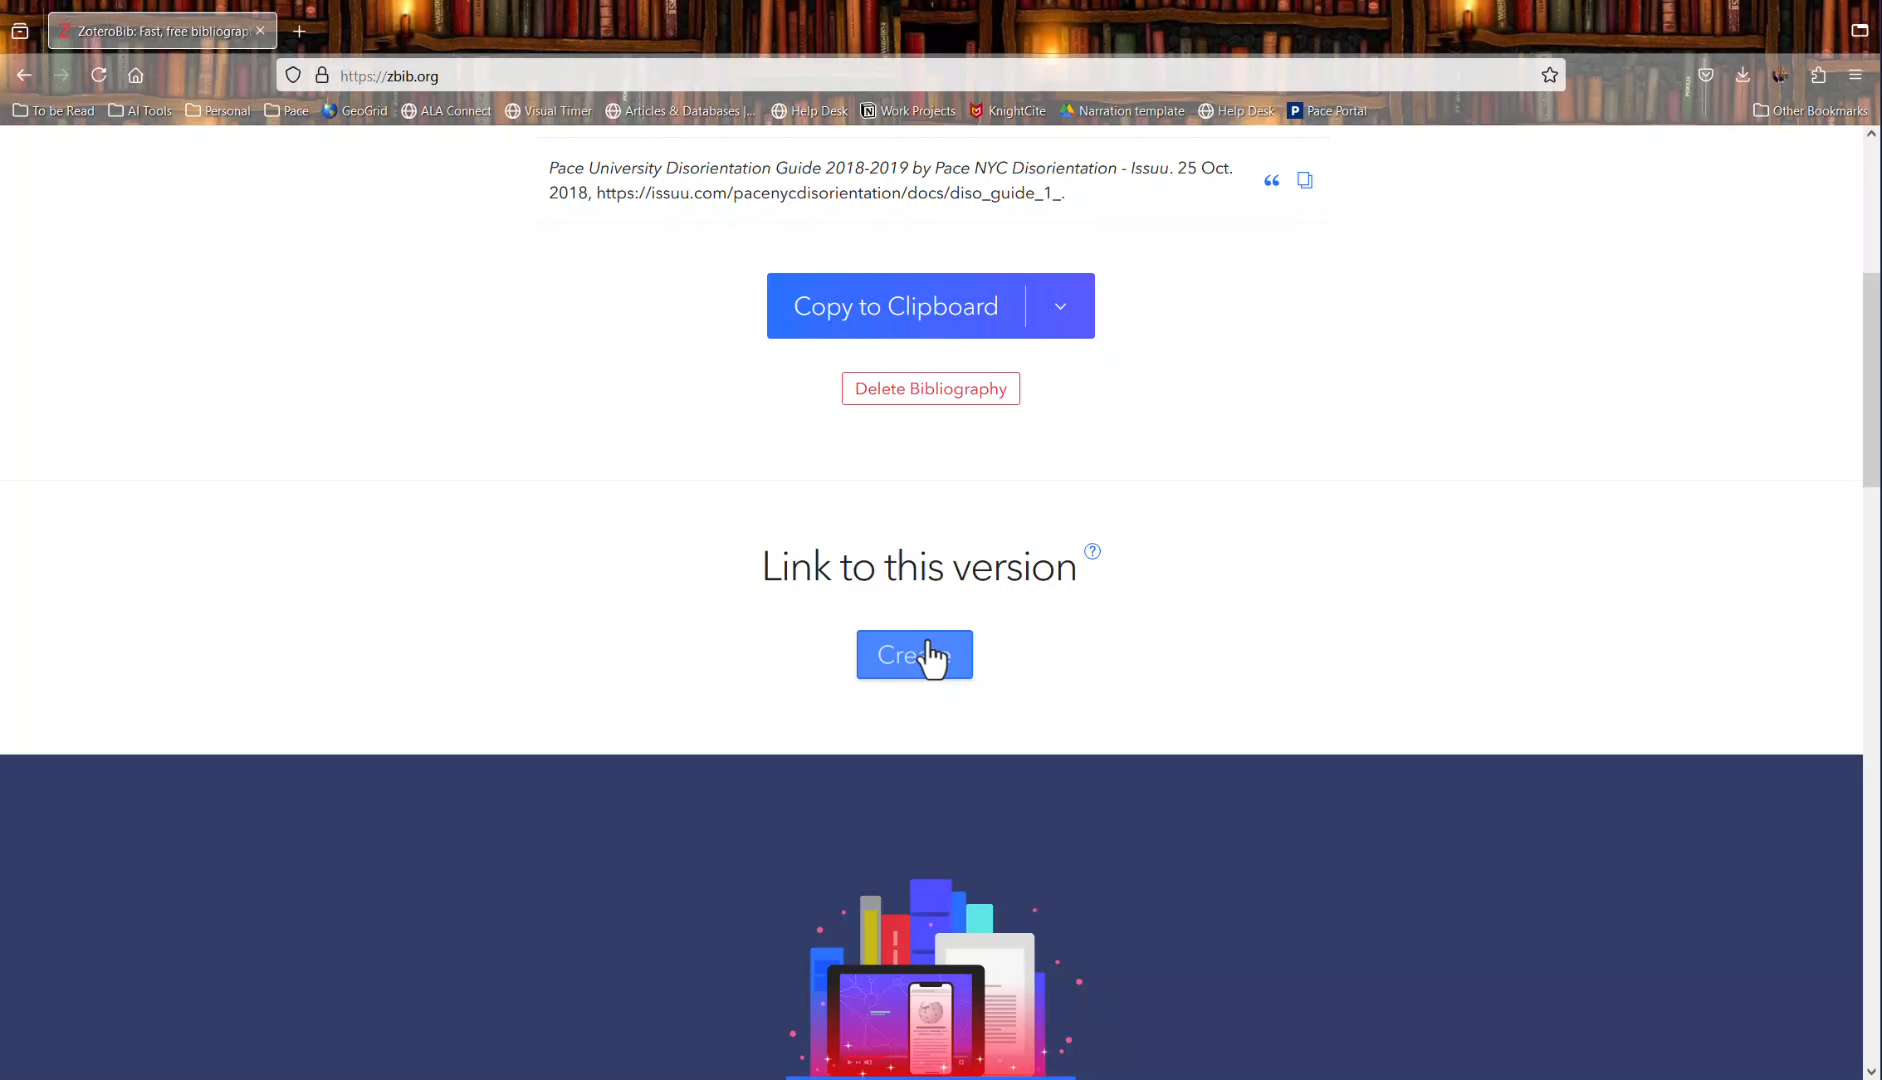 ZoteroBib: Fast, free bibliograp
https://zbib.org
To be Read
AI Tools
Personal
Pace
GeoGrid
ALA Connect
Visual Timer
Articles & Databases |...
Help Desk
Work Projects
KnightCite
Narration template
Help Desk
Pace Portal
Other Bookmarks
Pace University Disorientation Guide 2018-2019 by Pace NYC Disorientation - Issuu. 25 Oct.
2018, https://issuu.com/pacenycdisorientation/docs/diso_guide_1_.
Copy to Clipboard
Delete Bibliography
Link to this version